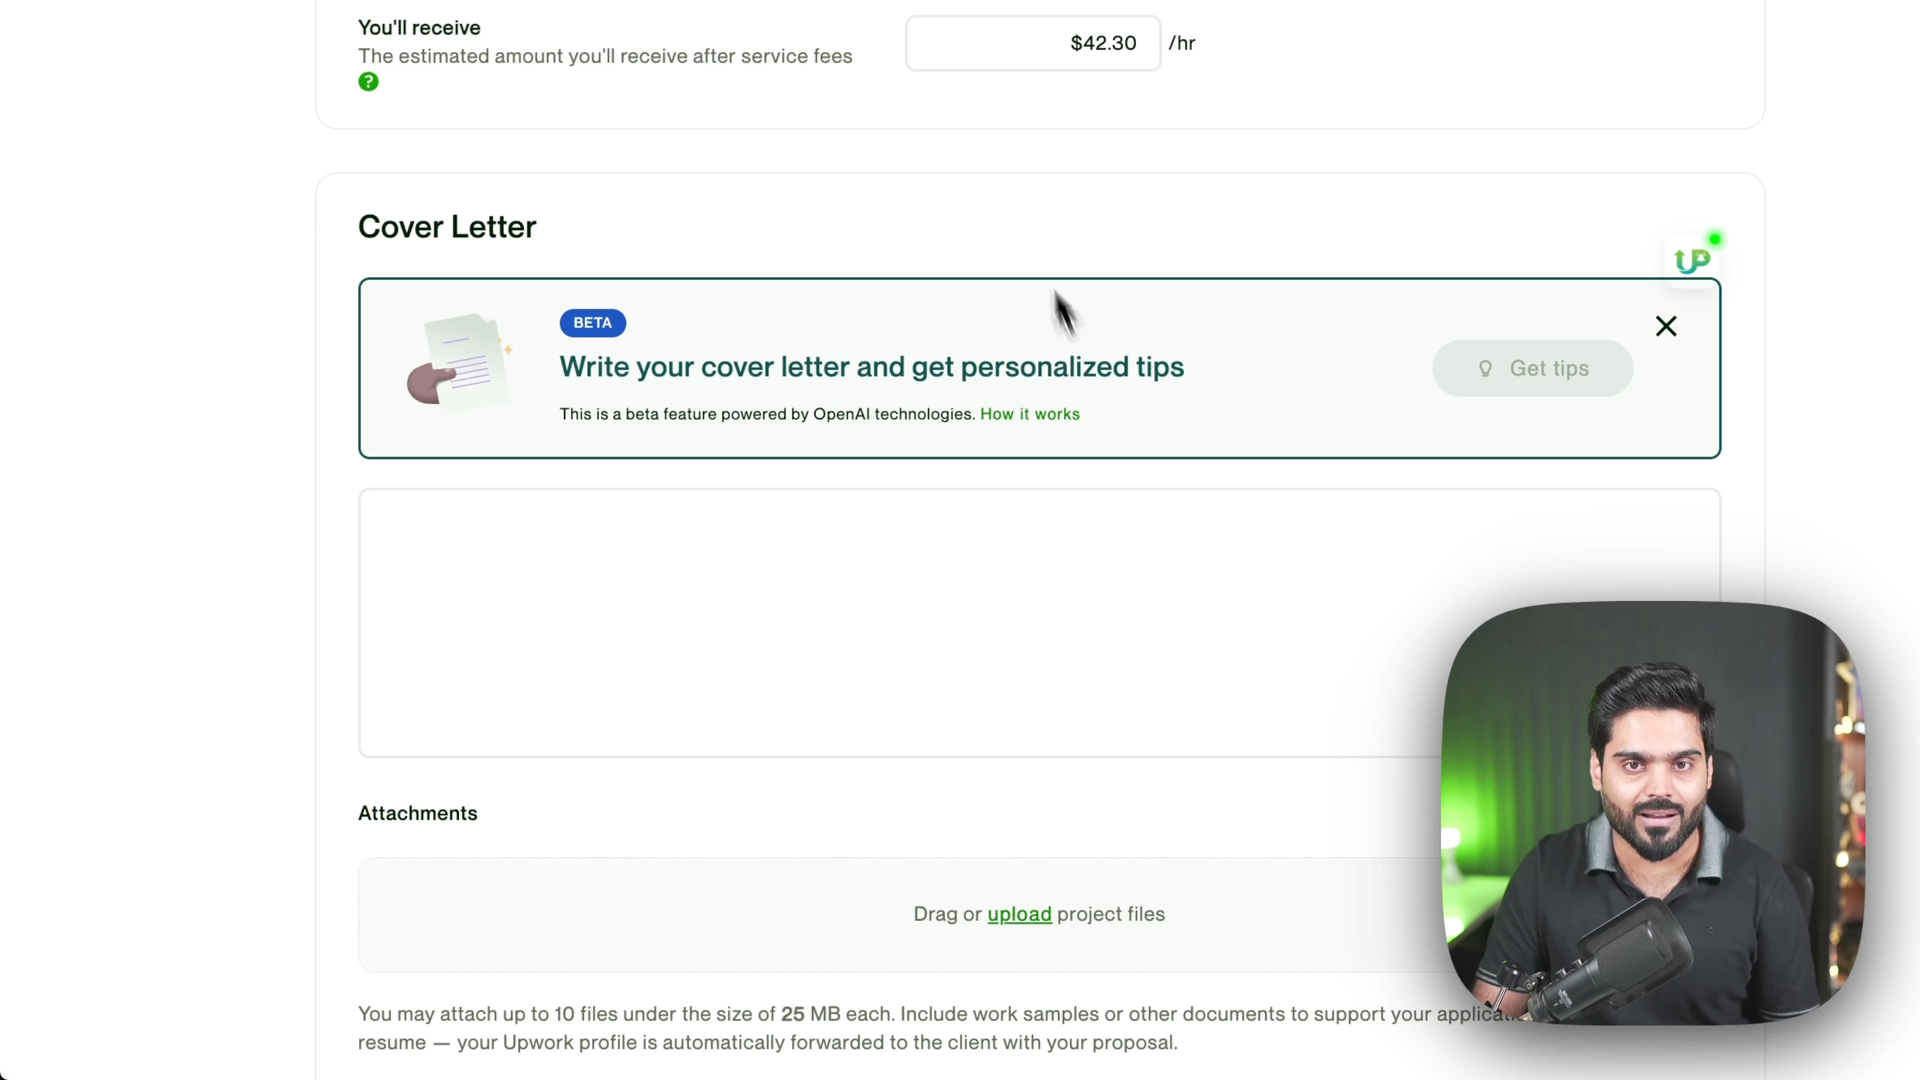 You'll receive
The estimated amount you'll receive after service fees
?
$42.30 /hr
Cover Letter
UP
BETA
Write your cover letter and get personalized tips
This is a beta feature powered by OpenAI technologies. How it works
Get tips
Attachments
Drag or upload project files
You may attach up to 10 files under the size of 25 MB each. Include work samples or other documents to support your
resume — your Upwork profile is automatically forwarded to the client with your proposal.